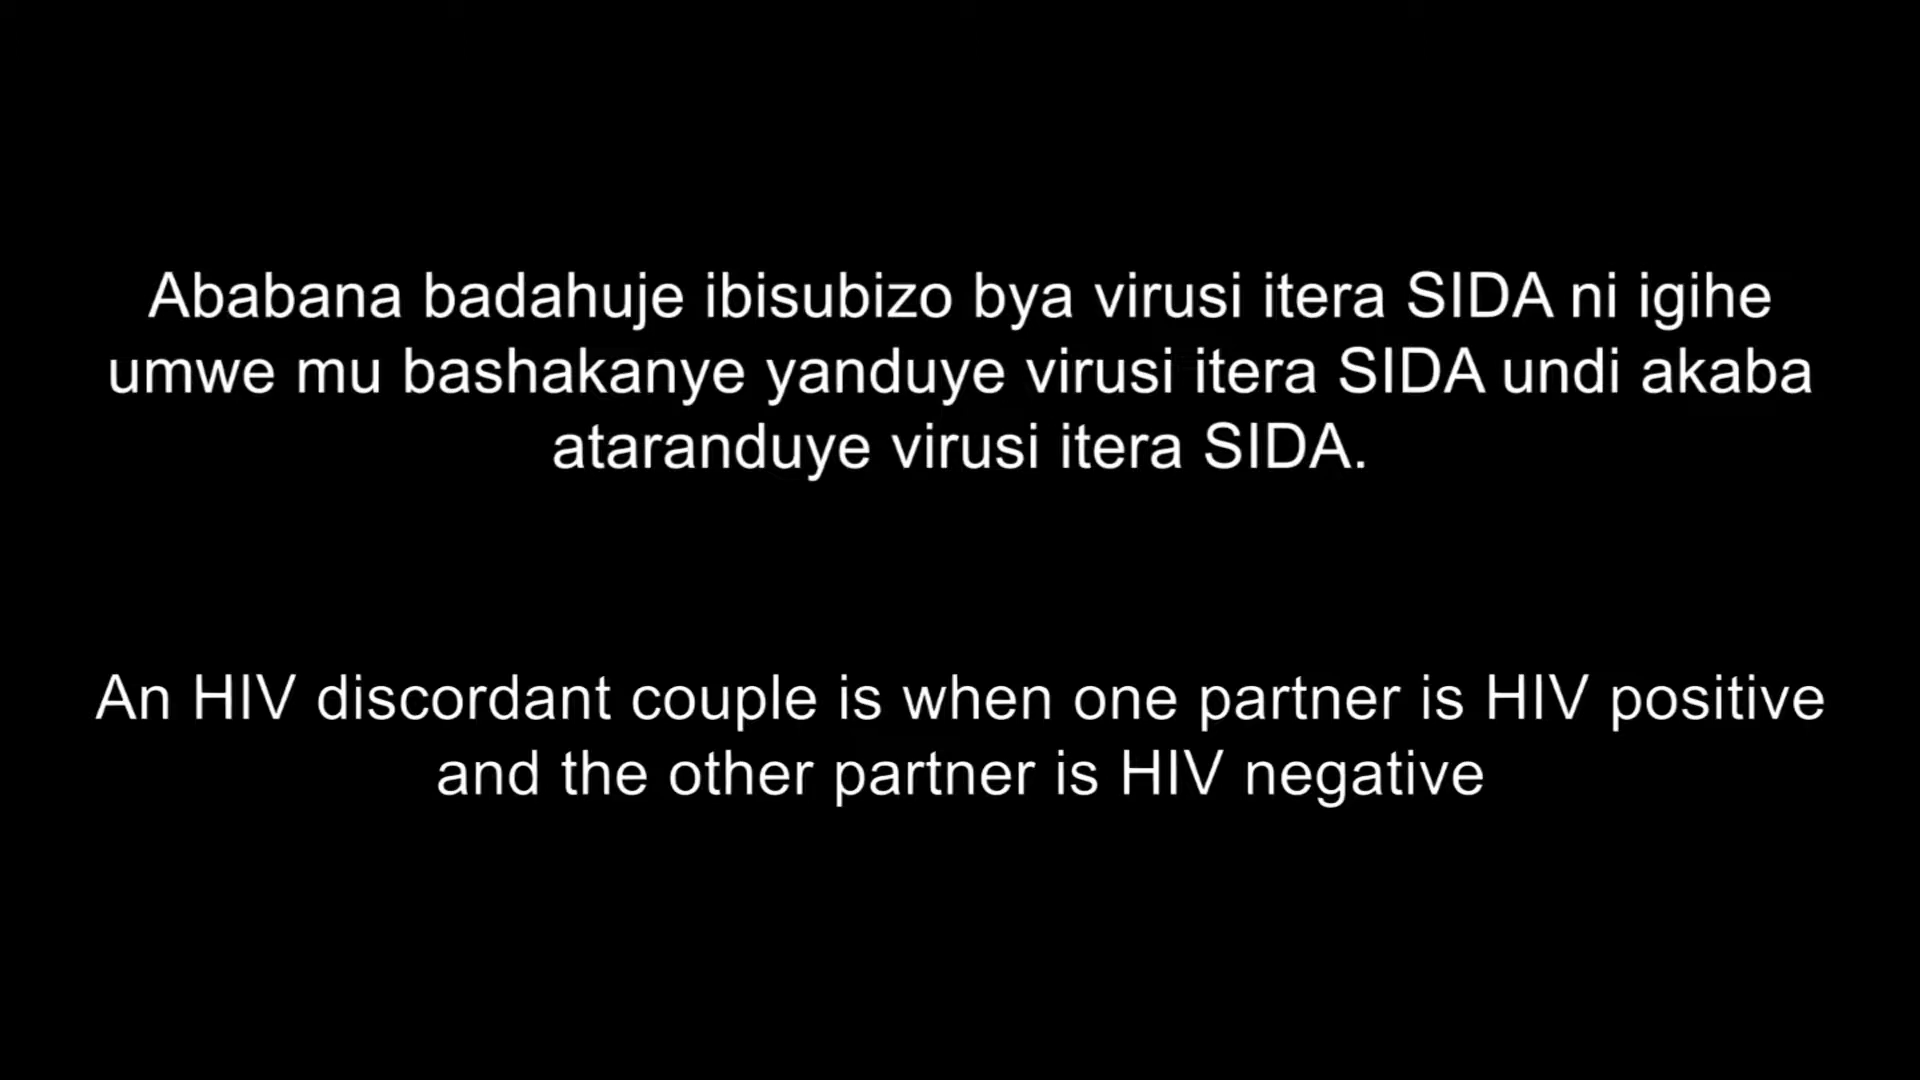 Ababana badahuje ibisubizo bya virusi itera SIDA ni igihe
umwe mu bashakanye yanduye virusi itera SIDA undi akaba
ataranduye virusi itera SIDA.
An HIV discordant couple is when one partner is HIV positive
and the other partner is HIV negative